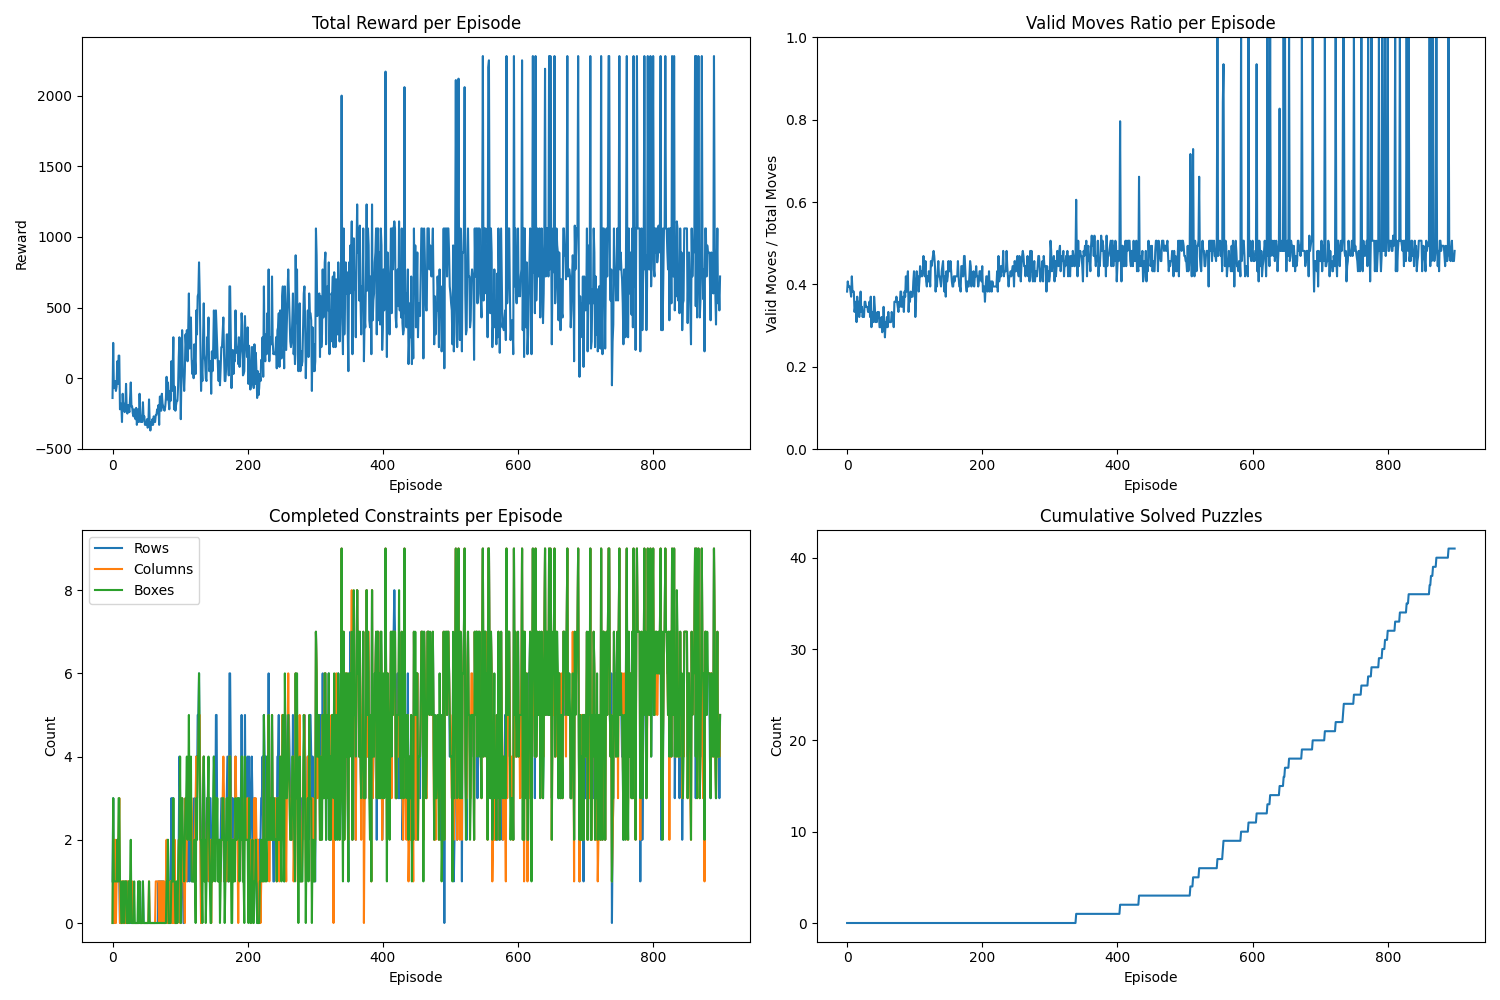 Total Reward per Episode
2000
1500
1000
500
0
−500
Reward
0
200
400
600
800
Episode
Valid Moves Ratio per Episode
1.0
0.8
0.6
0.4
0.2
0.0
Valid Moves / Total Moves
0
200
400
600
800
Episode
Completed Constraints per Episode
Rows
Columns
Boxes
8
6
4
2
0
Count
0
200
400
600
800
Episode
Cumulative Solved Puzzles
40
30
20
10
0
Count
0
200
400
600
800
Episode